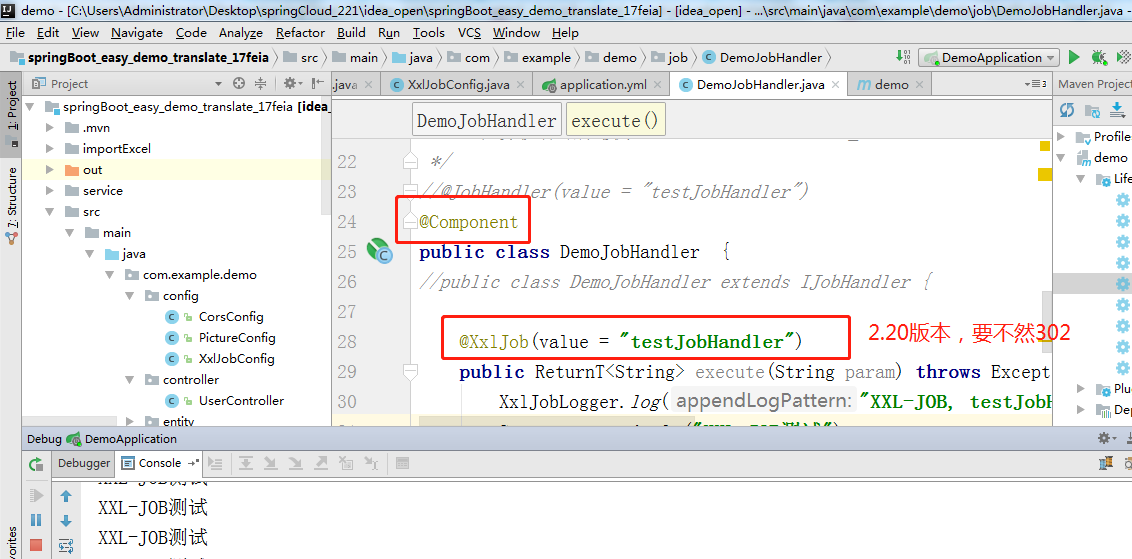 demo - [C:\Users\Administrator\Desktop\springCloud_221\idea_open\springBoot_easy_demo_translate_17feia] - [idea_open] - ...\src\main\java\com\example\demo\job\DemoJobHandler.java -
File Edit View Navigate Code Analyze Refactor Build Run Tools VCS Window Help
springBoot_easy_demo_translate_17feia src main java com example demo job DemoJobHandler DemoApplication
1: Project
Project
.java XxlJobConfig.java application.yml DemoJobHandler.java demo
Maven Project
springBoot_easy_demo_translate_17feia [idea_
.mvn
importExcel
out
service
src
main
java
com.example.demo
config
CorsConfig
PictureConfig
XxlJobConfig
controller
UserController
entity
7: Structure
DemoJobHandler execute()
22 */
23 //@JobHandler(value = "testJobHandler")
24 @Component
25 public class DemoJobHandler {
26 //public class DemoJobHandler extends IJobHandler {
27
28 @XxlJob(value = "testJobHandler")
2.20版本，要不然302
29 public ReturnT<String> execute(String param) throws Except
30 XxlJobLogger.log( appendLogPattern: "XXL-JOB, testJobH
Profile
demo
Life
Plu
Dep
Debug DemoApplication
Debugger Console
XXL-JOB测试
XXL-JOB测试
XXL-JOB测试